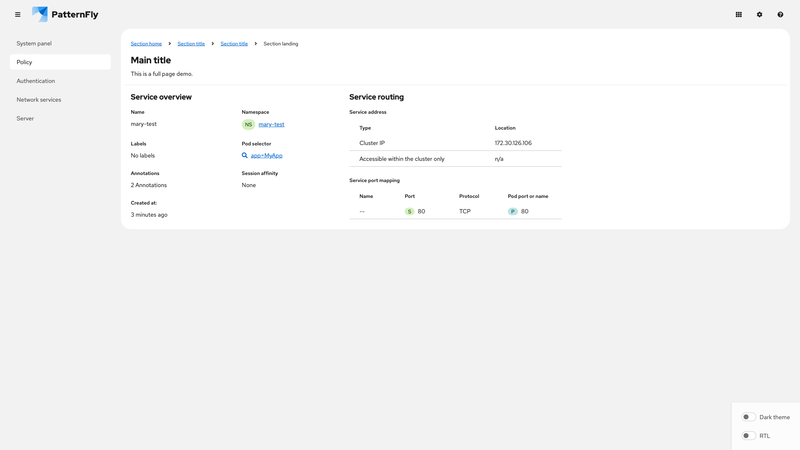 PatternFly
System panel
Policy
Authentication
Network services
Server
Section home > Section title > Section title > Section landing
Main title
This is a full page demo.
Service overview
Name
mary-test
Namespace
NS mary-test
Labels
No labels
Pod selector
app=MyApp
Annotations
2 Annotations
Session affinity
None
Created at:
3 minutes ago
Service routing
Service address
Type Location
Cluster IP 172.30.126.106
Accessible within the cluster only n/a
Service port mapping
Name Port Protocol Pod port or name
-- S 80 TCP P 80
Dark theme
RTL